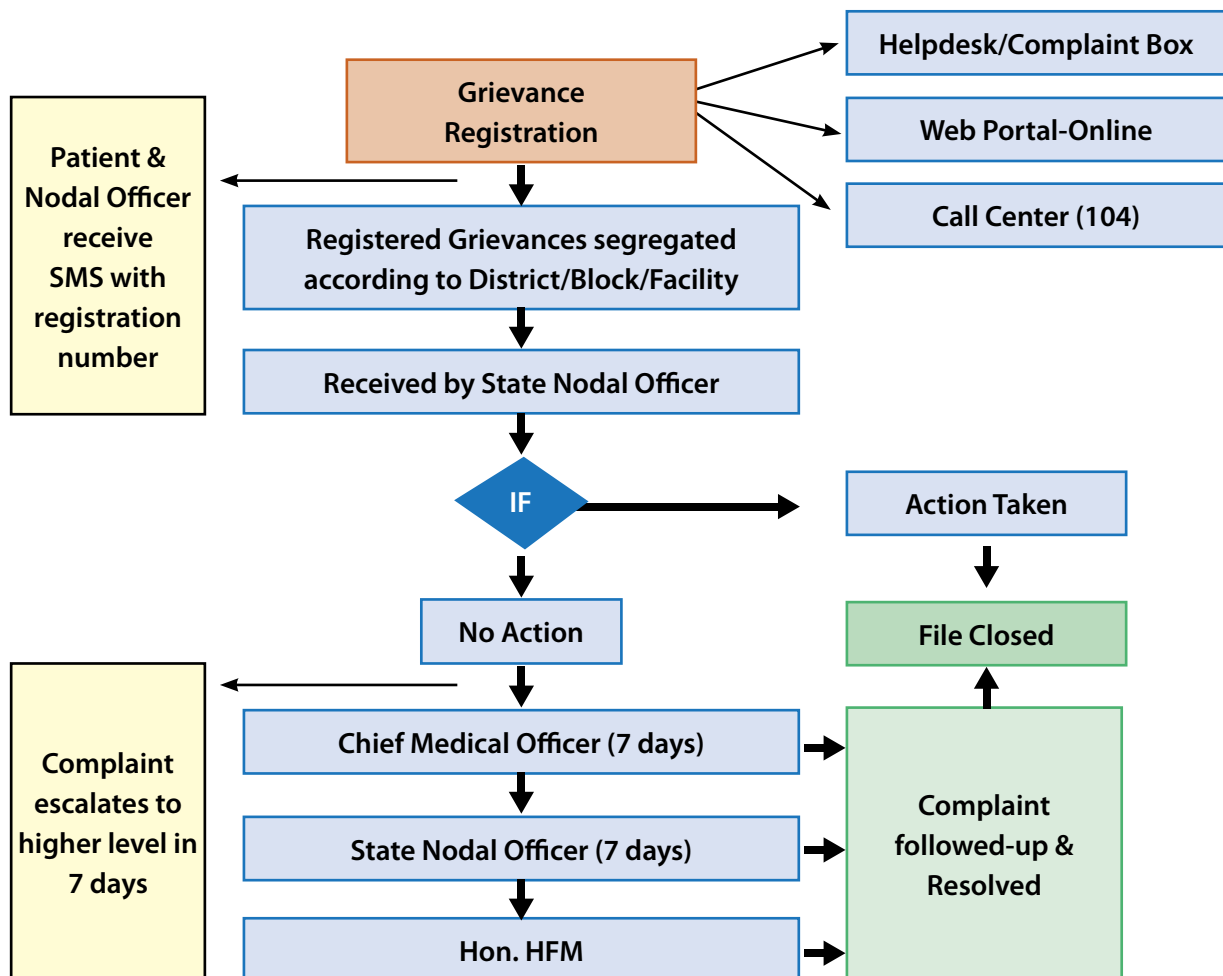 Helpdesk/Complaint Box
Grievance
Registration
Web Portal-Online
Call Center (104)
Patient &
Nodal Officer
receive
SMS with
registration
number
Registered Grievances segregated
according to District/Block/Facility
Received by State Nodal Officer
IF
Action Taken
No Action
File Closed
Complaint
escalates to
higher level in
7 days
Chief Medical Officer (7 days)
State Nodal Officer (7 days)
Hon. HFM
Complaint
followed-up &
Resolved